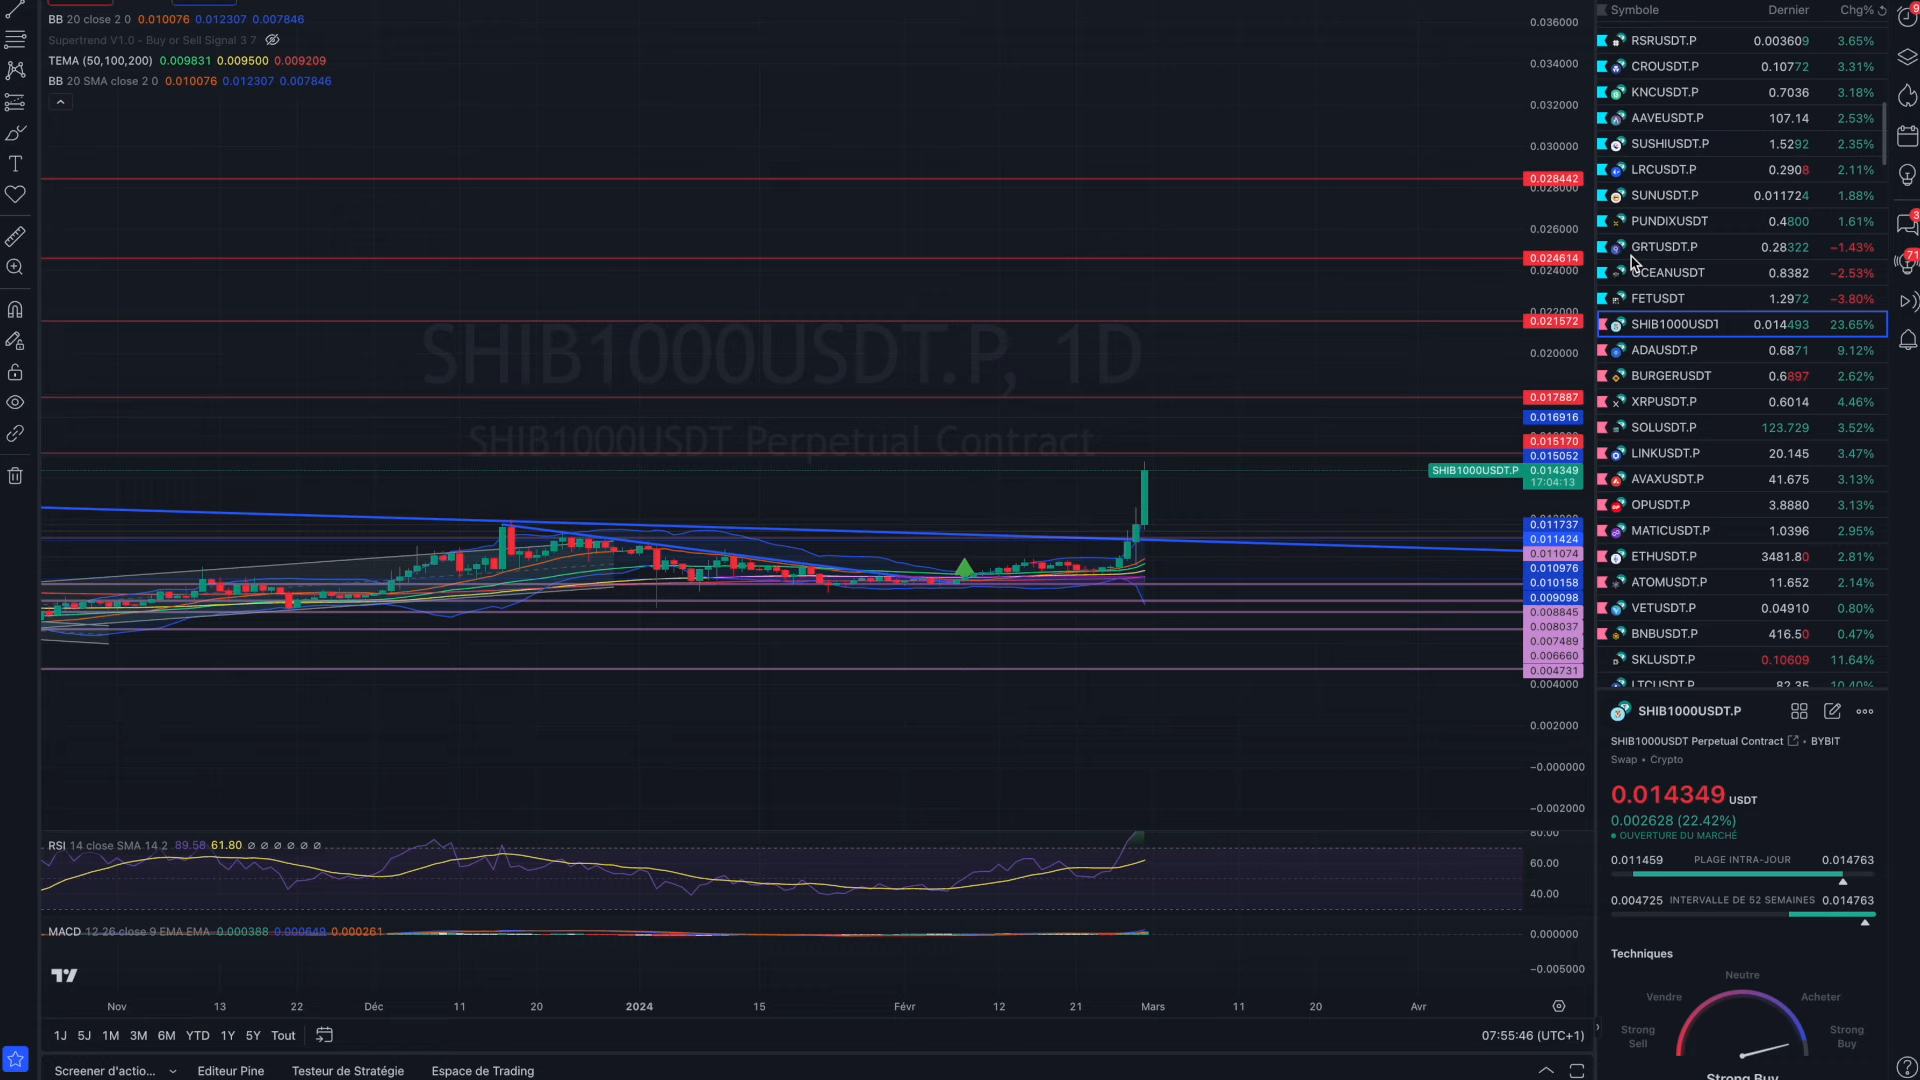 BB 20 close 2 0 0.010076 0.012307 0.007846
Supertrend V1.0 - Buy or Sell Signal 3 7
TEMA (50,100,200) 0.009831 0.009500 0.009209
BB 20 SMA close 2 0 0.010076 0.012307 0.007846
SHIB1000USDT.P, 1D
SHIB1000USDT Perpetual Contract
0.036000
0.034000
0.032000
0.030000
0.028442
0.028000
0.026000
0.024614
0.024000
0.022000
0.021572
0.020000
0.017887
0.016916
0.015170
0.015052
SHIB1000USDT.P 0.014349
17:04:13
0.011737
0.011424
0.011074
0.010976
0.010158
0.009098
0.008845
0.008037
0.007489
0.006660
0.004731
0.004000
0.002000
−0.000000
−0.002000
RSI 14 close SMA 14 2 89.58 61.80 ∅ ∅ ∅ ∅ ∅ ∅
80.00
60.00
40.00
MACD 12 26 close 9 EMA EMA 0.000388 0.000649 0.000261
0.000000
−0.005000
Nov 13 22 Déc 11 20 2024 15 Févr 12 21 Mars 11 20 Avr
1J 5J 1M 3M 6M YTD 1Y 5Y Tout
07:55:46 (UTC+1)
Screener d'actio... Editeur Pine Testeur de Stratégie Espace de Trading
Symbole Dernier Chg%
RSRUSDT.P 0.003609 3.65%
CROUSDT.P 0.10772 3.31%
KNCUSDT.P 0.7036 3.18%
AAVEUSDT.P 107.14 2.53%
SUSHIUSDT.P 1.5292 2.35%
LRCUSDT.P 0.2908 2.11%
SUNUSDT.P 0.011724 1.88%
PUNDIXUSDT 0.4800 1.61%
GRTUSDT.P 0.28322 −1.43%
OCEANUSDT 0.8382 −2.53%
FETUSDT 1.2972 −3.80%
SHIB1000USDT 0.014493 23.65%
ADAUSDT.P 0.6871 9.12%
BURGERUSDT 0.6897 2.62%
XRPUSDT.P 0.6014 4.46%
SOLUSDT.P 123.729 3.52%
LINKUSDT.P 20.145 3.47%
AVAXUSDT.P 41.675 3.13%
OPUSDT.P 3.8880 3.13%
MATICUSDT.P 1.0396 2.95%
ETHUSDT.P 3481.80 2.81%
ATOMUSDT.P 11.652 2.14%
VETUSDT.P 0.04910 0.80%
BNBUSDT.P 416.50 0.47%
SKLUSDT.P 0.10609 11.64%
LTCUSDT.P 82.35 10.40%
SHIB1000USDT.P
SHIB1000USDT Perpetual Contract • BYBIT
Swap • Crypto
0.014349 USDT
0.002628 (22.42%)
OUVERTURE DU MARCHÉ
0.011459 PLAGE INTRA-JOUR 0.014763
0.004725 INTERVALLE DE 52 SEMAINES 0.014763
Techniques
Neutre
Vendre Acheter
Strong Sell
Strong Buy
Strong Buy
9
3
71